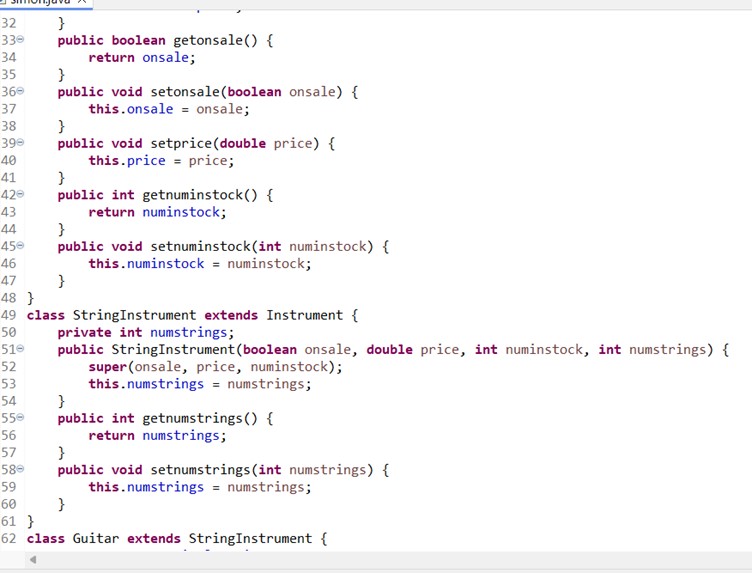 simon.java
32 }
33 public boolean getonsale() {
34 return onsale;
35 }
36 public void setonsale(boolean onsale) {
37 this.onsale = onsale;
38 }
39 public void setprice(double price) {
40 this.price = price;
41 }
42 public int getnuminstock() {
43 return numinstock;
44 }
45 public void setnuminstock(int numinstock) {
46 this.numinstock = numinstock;
47 }
48 }
49 class StringInstrument extends Instrument {
50 private int numstrings;
51 public StringInstrument(boolean onsale, double price, int numinstock, int numstrings) {
52 super(onsale, price, numinstock);
53 this.numstrings = numstrings;
54 }
55 public int getnumstrings() {
56 return numstrings;
57 }
58 public void setnumstrings(int numstrings) {
59 this.numstrings = numstrings;
60 }
61 }
62 class Guitar extends StringInstrument {